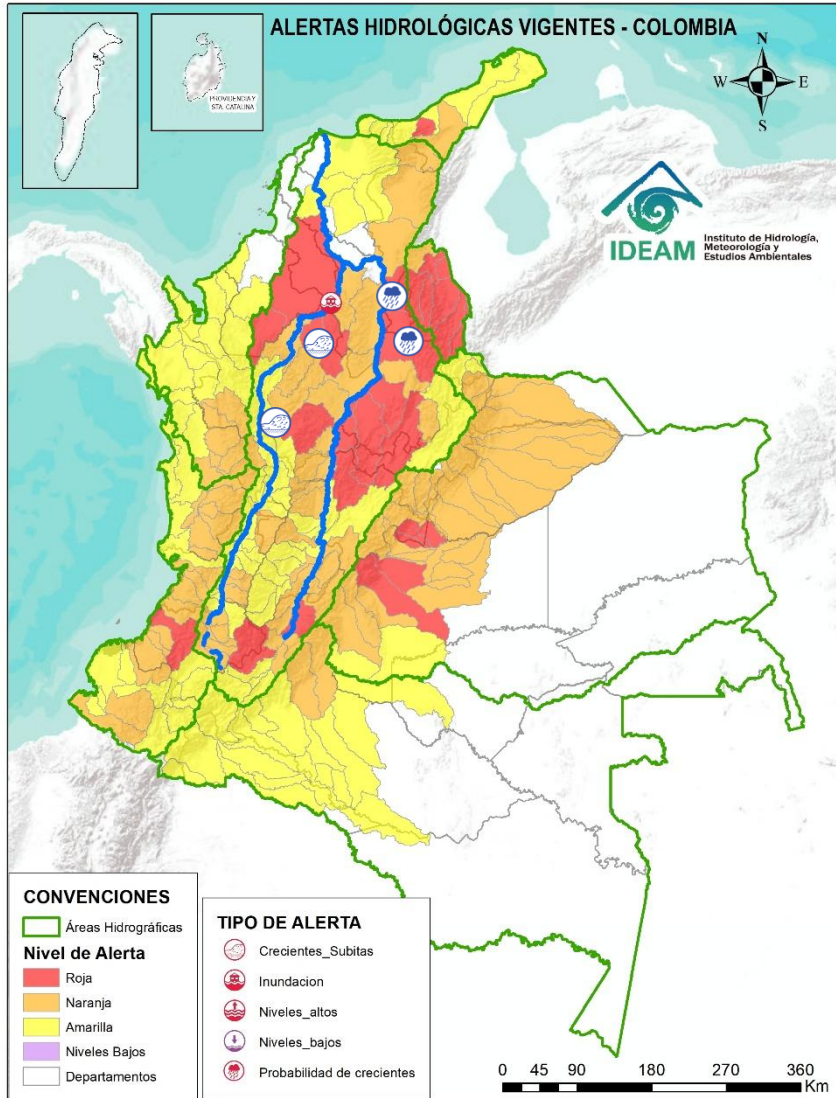 ALERTAS HIDROLÓGICAS VIGENTES - COLOMBIA
PROVIDENCIA Y
STA. CATALINA
N
W
E
S
IDEAM
Instituto de Hidrología,
Meteorología y
Estudios Ambientales
CONVENCIONES
Áreas Hidrográficas
Nivel de Alerta
Roja
Naranja
Amarilla
Niveles Bajos
Departamentos
TIPO DE ALERTA
Crecientes_Subitas
Inundacion
Niveles_altos
Niveles_bajos
Probabilidad de crecientes
0 45 90 180 270 360
Km